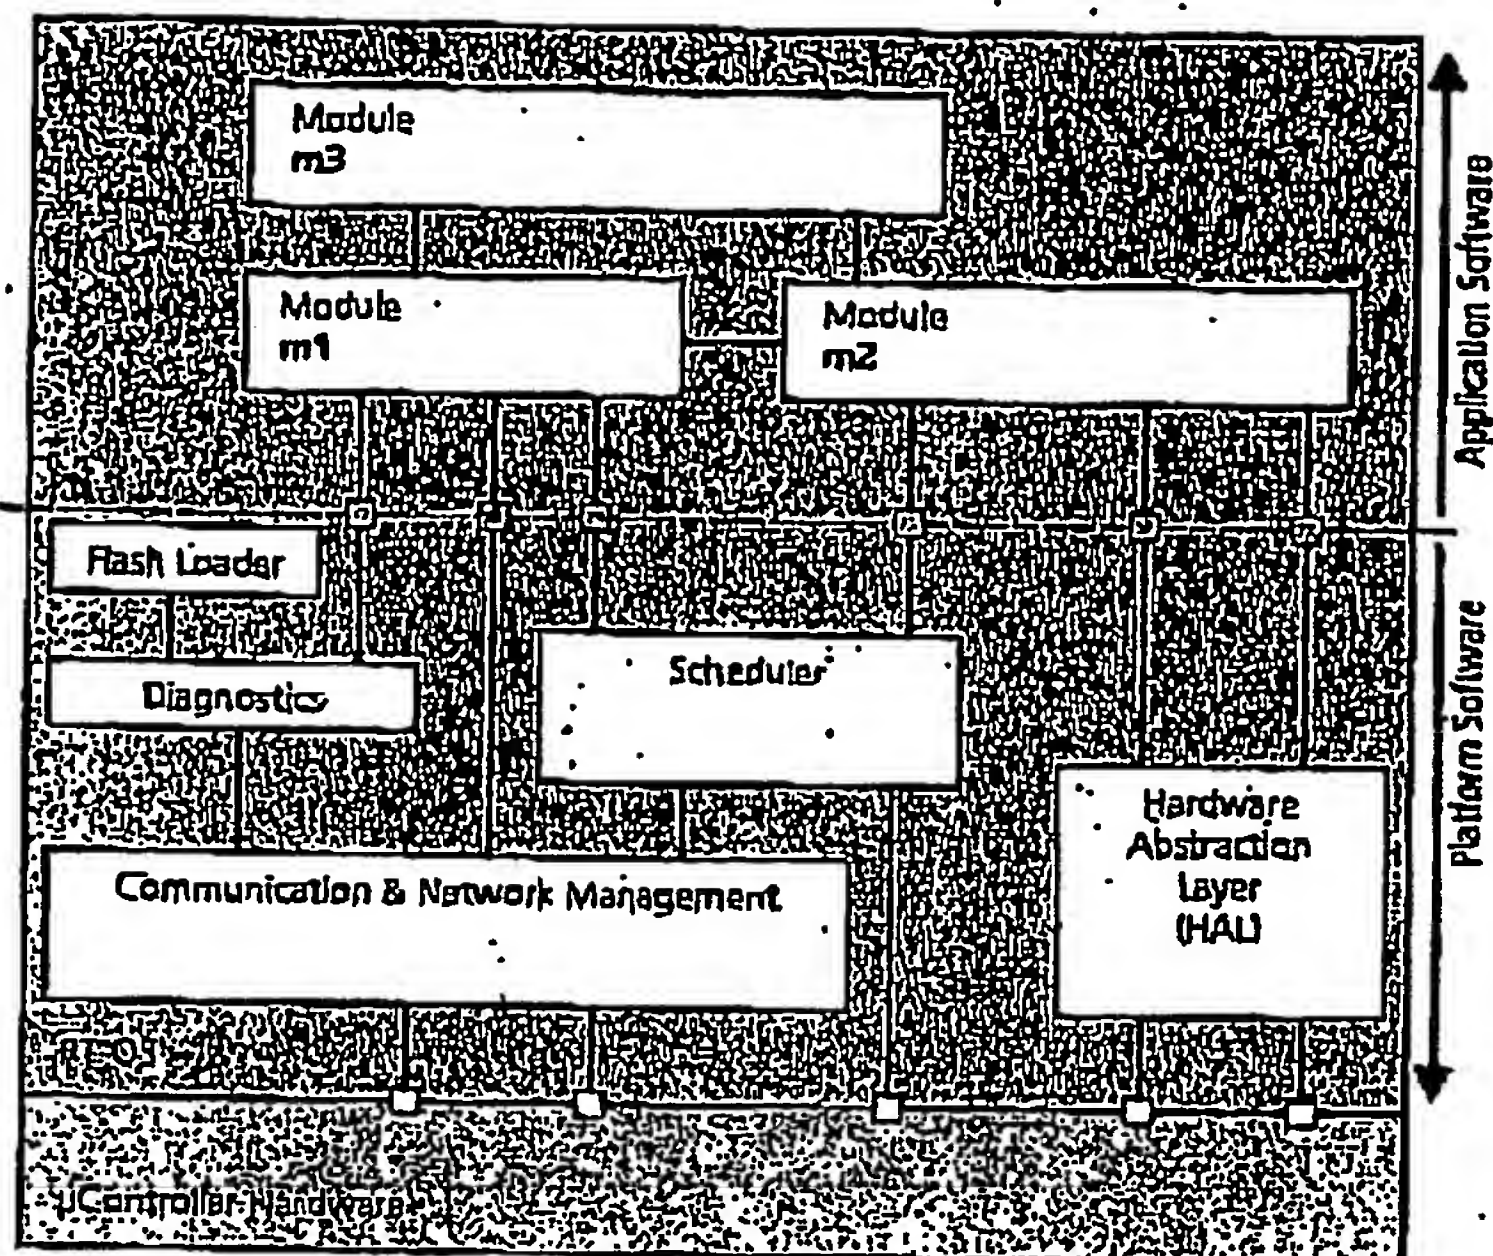 Module
m3
Module
m1
Module
m2
Application Software
Flash Loader
Diagnostics
Scheduler
Platform Software
Hardware
Abstraction
Layer
(HAL)
Communication & Network Management
µController Hardware